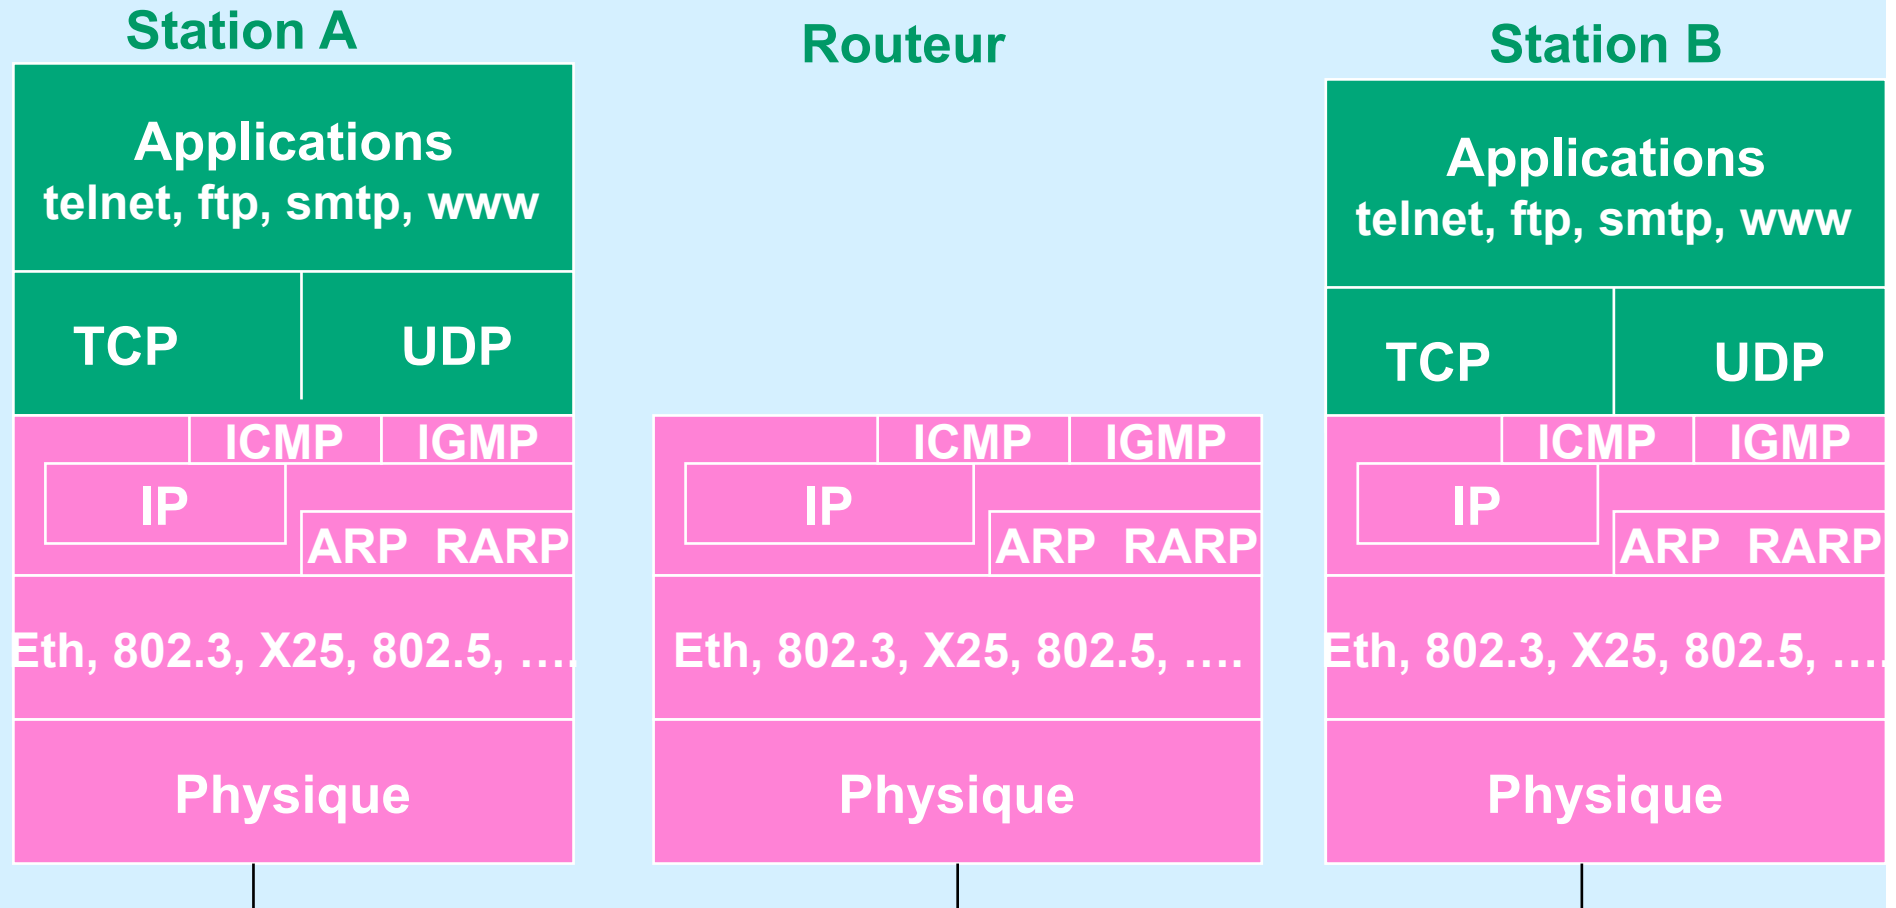 Station A
Applications
telnet, ftp, smtp, www
TCP UDP
ICMP IGMP
IP
ARP RARP
Eth, 802.3, X25, 802.5, ….
Physique
Routeur
ICMP IGMP
IP
ARP RARP
Eth, 802.3, X25, 802.5, ….
Physique
Station B
Applications
telnet, ftp, smtp, www
TCP UDP
ICMP IGMP
IP
ARP RARP
Eth, 802.3, X25, 802.5, ….
Physique